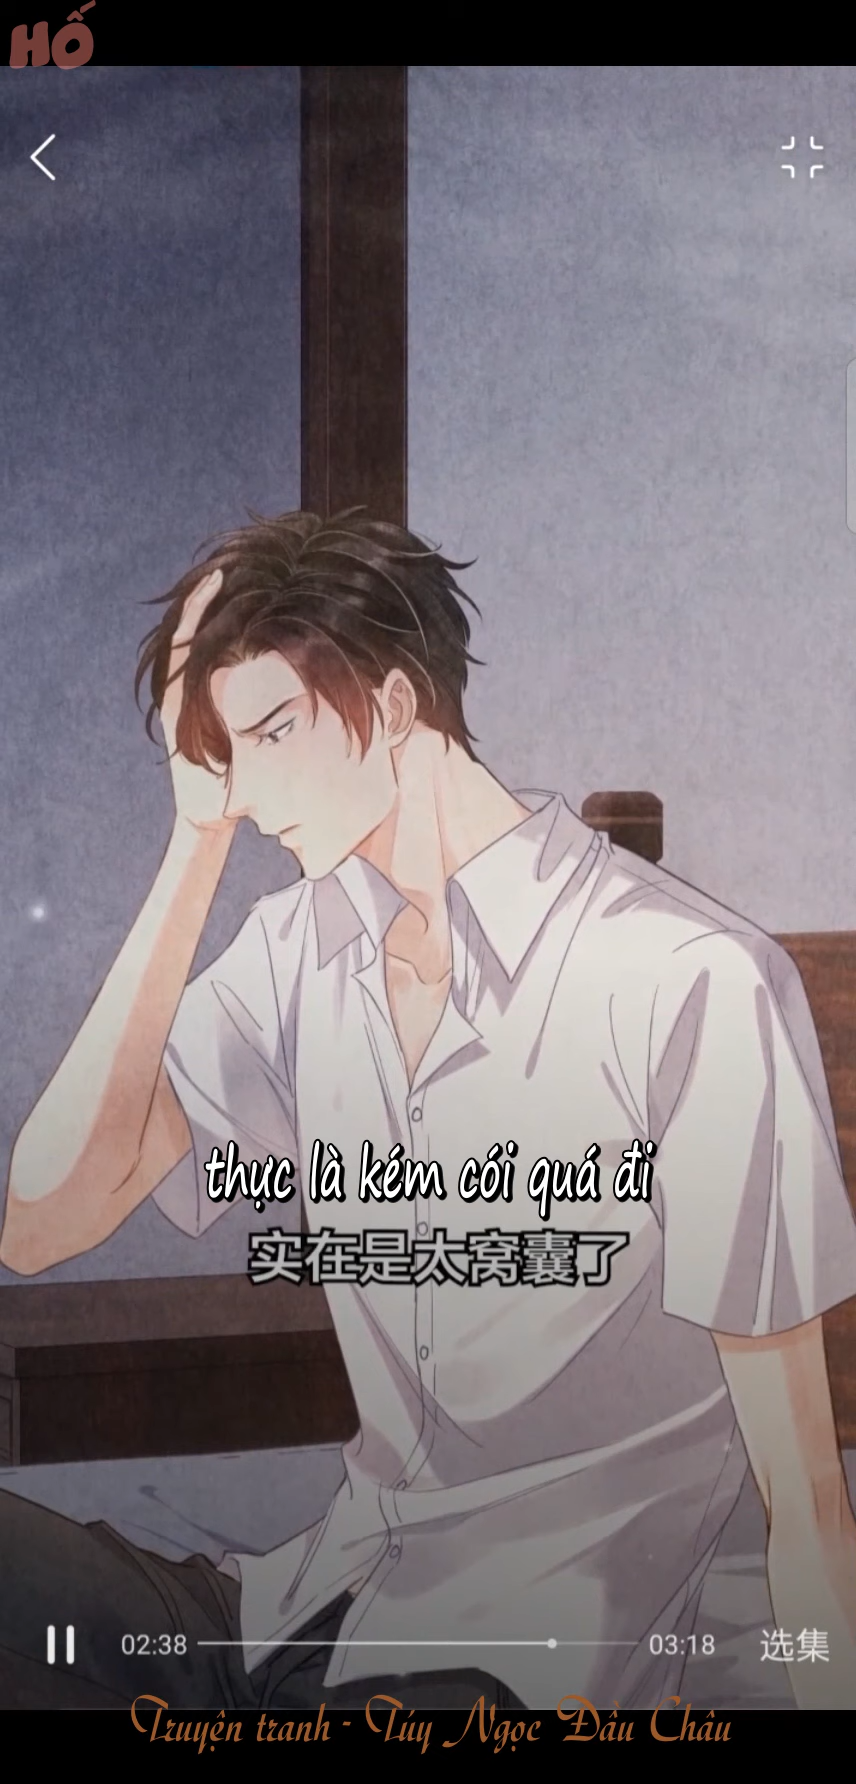 HỐ
thực là kém cói quá đi
实在是太窝囊了
02:38 03:18 选集
Truyện tranh - Túy Ngọc Đầu Châu